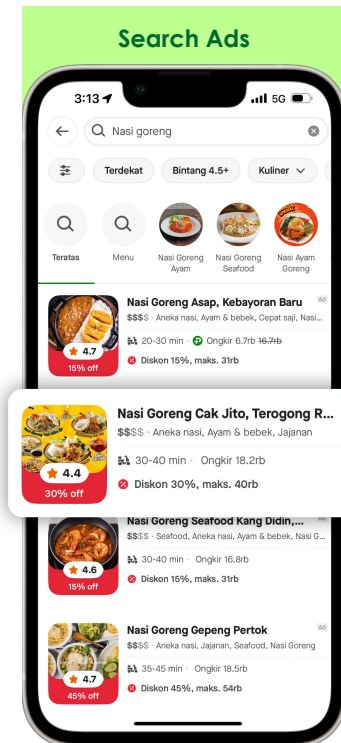 Search Ads
3:13
5G
Nasi goreng
Terdekat
Bintang 4.5+
Kuliner
Teratas
Menu
Nasi Goreng
Ayam
Nasi Goreng
Seafood
Nasi Ayam
Goreng
Nasi Goreng Asap, Kebayoran Baru
Ad
$$$$ · Aneka nasi, Ayam & bebek, Cepat saji, Nasi...
20-30 min · Ongkir 6.7rb 16.7rb
4.7
15% off
Diskon 15%, maks. 31rb
Nasi Goreng Cak Jito, Terogong R...
$$$$ · Aneka nasi, Ayam & bebek, Jajanan
30-40 min · Ongkir 18.2rb
4.4
30% off
Diskon 30%, maks. 40rb
Nasi Goreng Seafood Kang Didin,...
Ad
$$$$ · Seafood, Aneka nasi, Ayam & bebek, Nasi G...
30-40 min · Ongkir 16.8rb
4.6
15% off
Diskon 15%, maks. 31rb
Nasi Goreng Gepeng Pertok
Ad
$$$$ · Aneka nasi, Jajanan, Seafood, Nasi Goreng
35-45 min · Ongkir 18.5rb
4.7
45% off
Diskon 45%, maks. 54rb